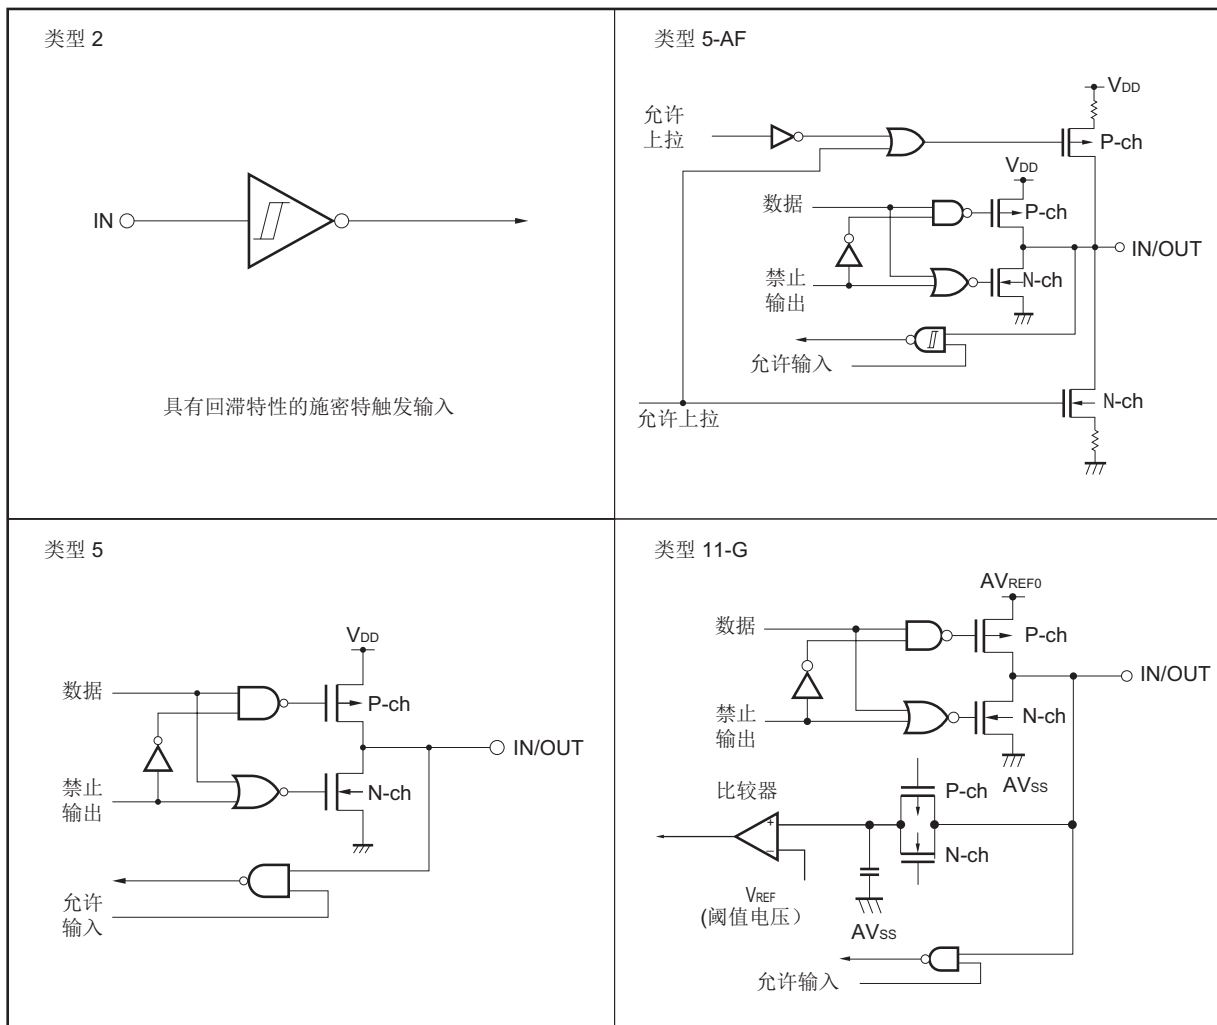 类型 2
IN
具有回滞特性的施密特触发输入
类型 5-AF
VDD
允许
上拉
P-ch
VDD
数据
P-ch
IN/OUT
禁止
输出
N-ch
允许输入
N-ch
允许上拉
类型 5
VDD
数据
P-ch
IN/OUT
禁止
输出
N-ch
允许
输入
类型 11-G
AVREF0
数据
P-ch
IN/OUT
禁止
输出
N-ch
AVSS
比较器
P-ch
+
−
N-ch
VREF
(阈值电压）
AVSS
允许输入